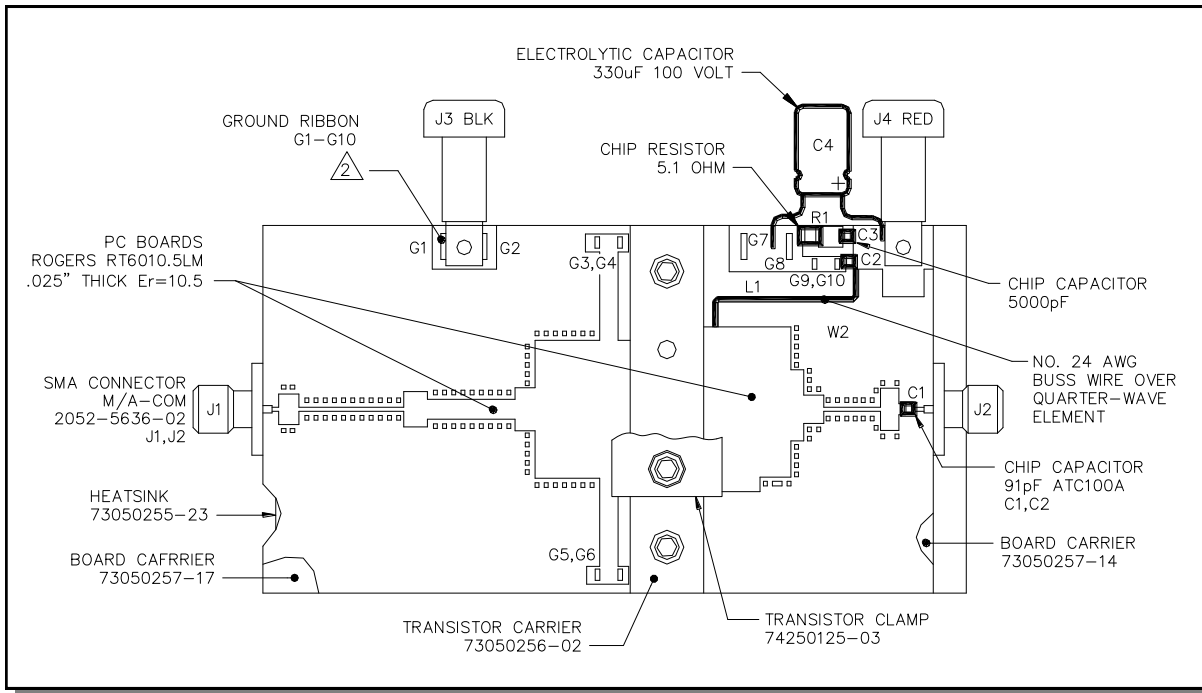 ELECTROLYTIC CAPACITOR
330uF 100 VOLT
GROUND RIBBON
G1-G10
2
J3 BLK
J4 RED
C4
+
CHIP RESISTOR
5.1 OHM
R1
PC BOARDS
ROGERS RT6010.5LM
.025" THICK Er=10.5
G1
G2
G3,G4
G7
G8
C3
C2
G9,G10
L1
CHIP CAPACITOR
5000pF
W2
NO. 24 AWG
BUSS WIRE OVER
QUARTER-WAVE
ELEMENT
SMA CONNECTOR
M/A-COM
2052-5636-02
J1,J2
J1
C1
J2
CHIP CAPACITOR
91pF ATC100A
C1,C2
HEATSINK
73050255-23
BOARD CAFRRIER
73050257-17
G5,G6
BOARD CARRIER
73050257-14
TRANSISTOR CARRIER
73050256-02
TRANSISTOR CLAMP
74250125-03